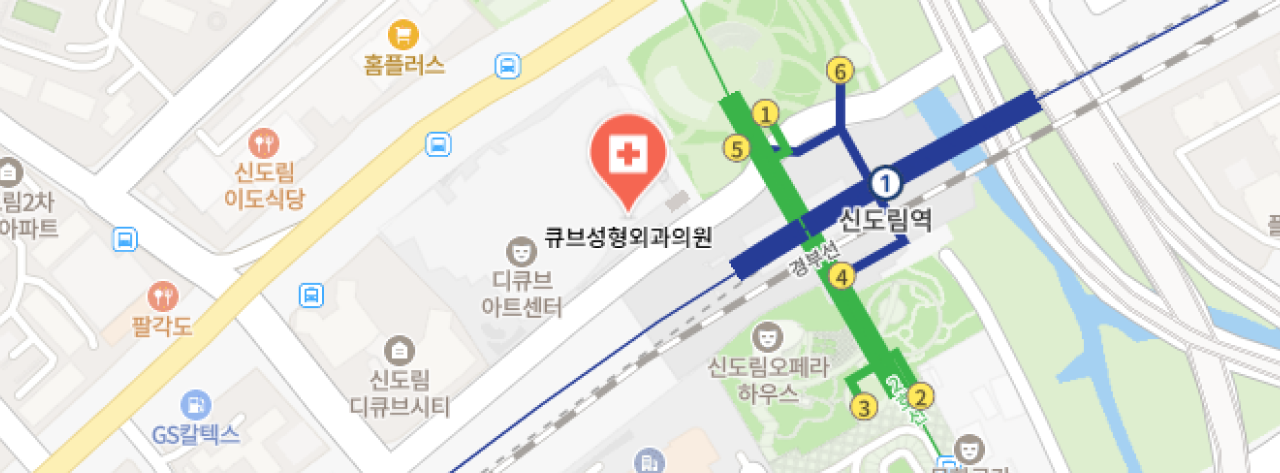 홈플러스
6
1
5
신도림
이도식당
림2차
아파트
1
신도림역
큐브성형외과의원
디큐브
아트센터
경부선
4
팔각도
신도림
디큐브시티
신도림오페라
하우스
GS칼텍스
3
2